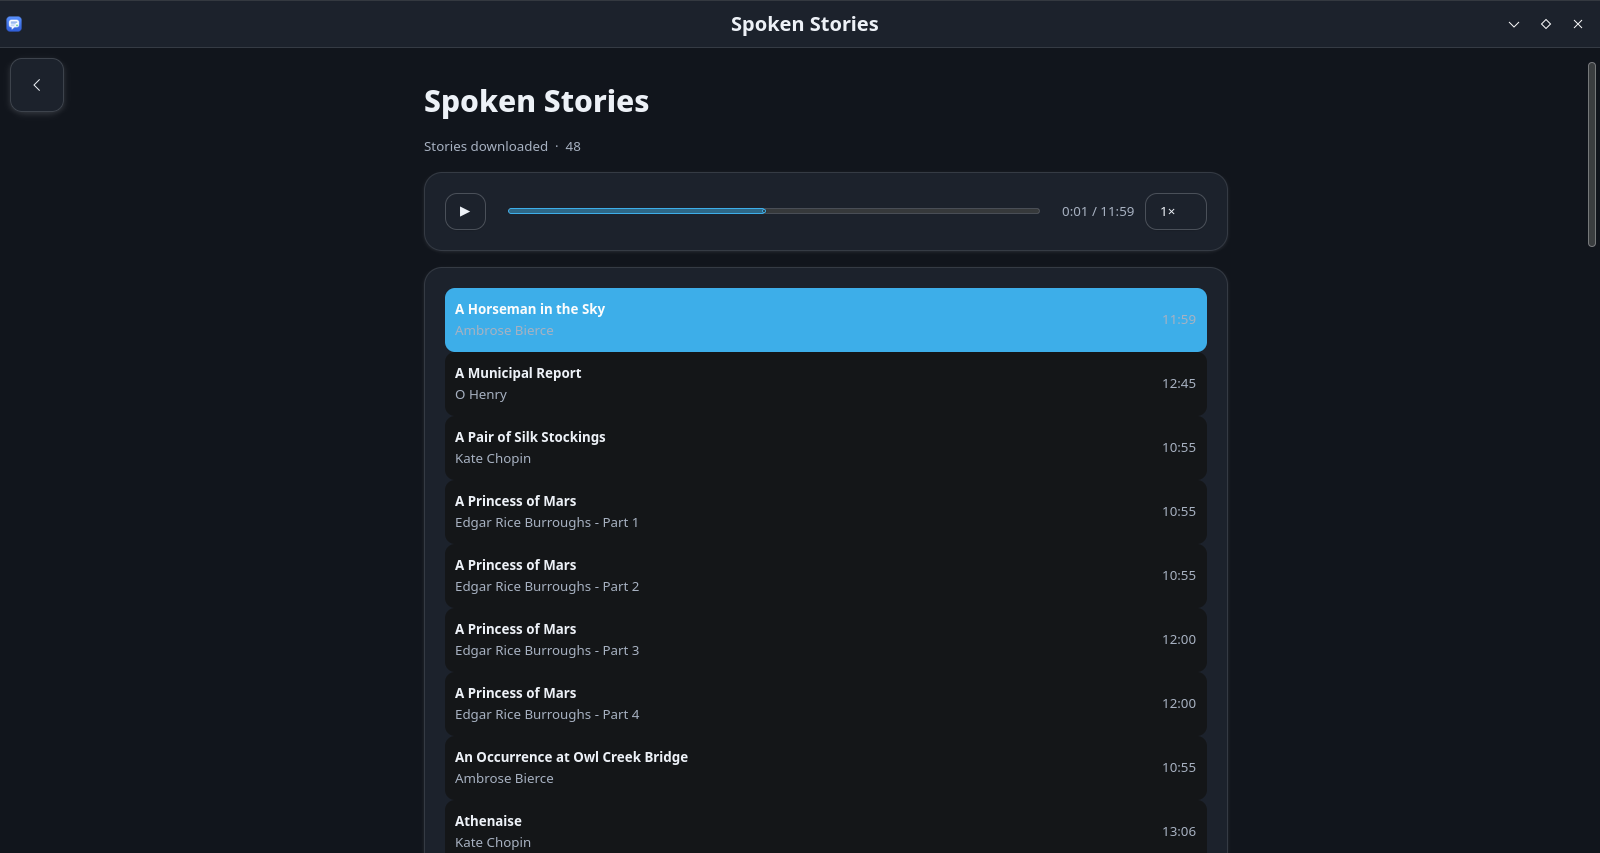 Spoken Stories
Spoken Stories
Stories downloaded · 48
0:01 / 11:59
1×
A Horseman in the Sky
Ambrose Bierce
11:59
A Municipal Report
O Henry
12:45
A Pair of Silk Stockings
Kate Chopin
10:55
A Princess of Mars
Edgar Rice Burroughs - Part 1
10:55
A Princess of Mars
Edgar Rice Burroughs - Part 2
10:55
A Princess of Mars
Edgar Rice Burroughs - Part 3
12:00
A Princess of Mars
Edgar Rice Burroughs - Part 4
12:00
An Occurrence at Owl Creek Bridge
Ambrose Bierce
10:55
Athenaise
Kate Chopin
13:06